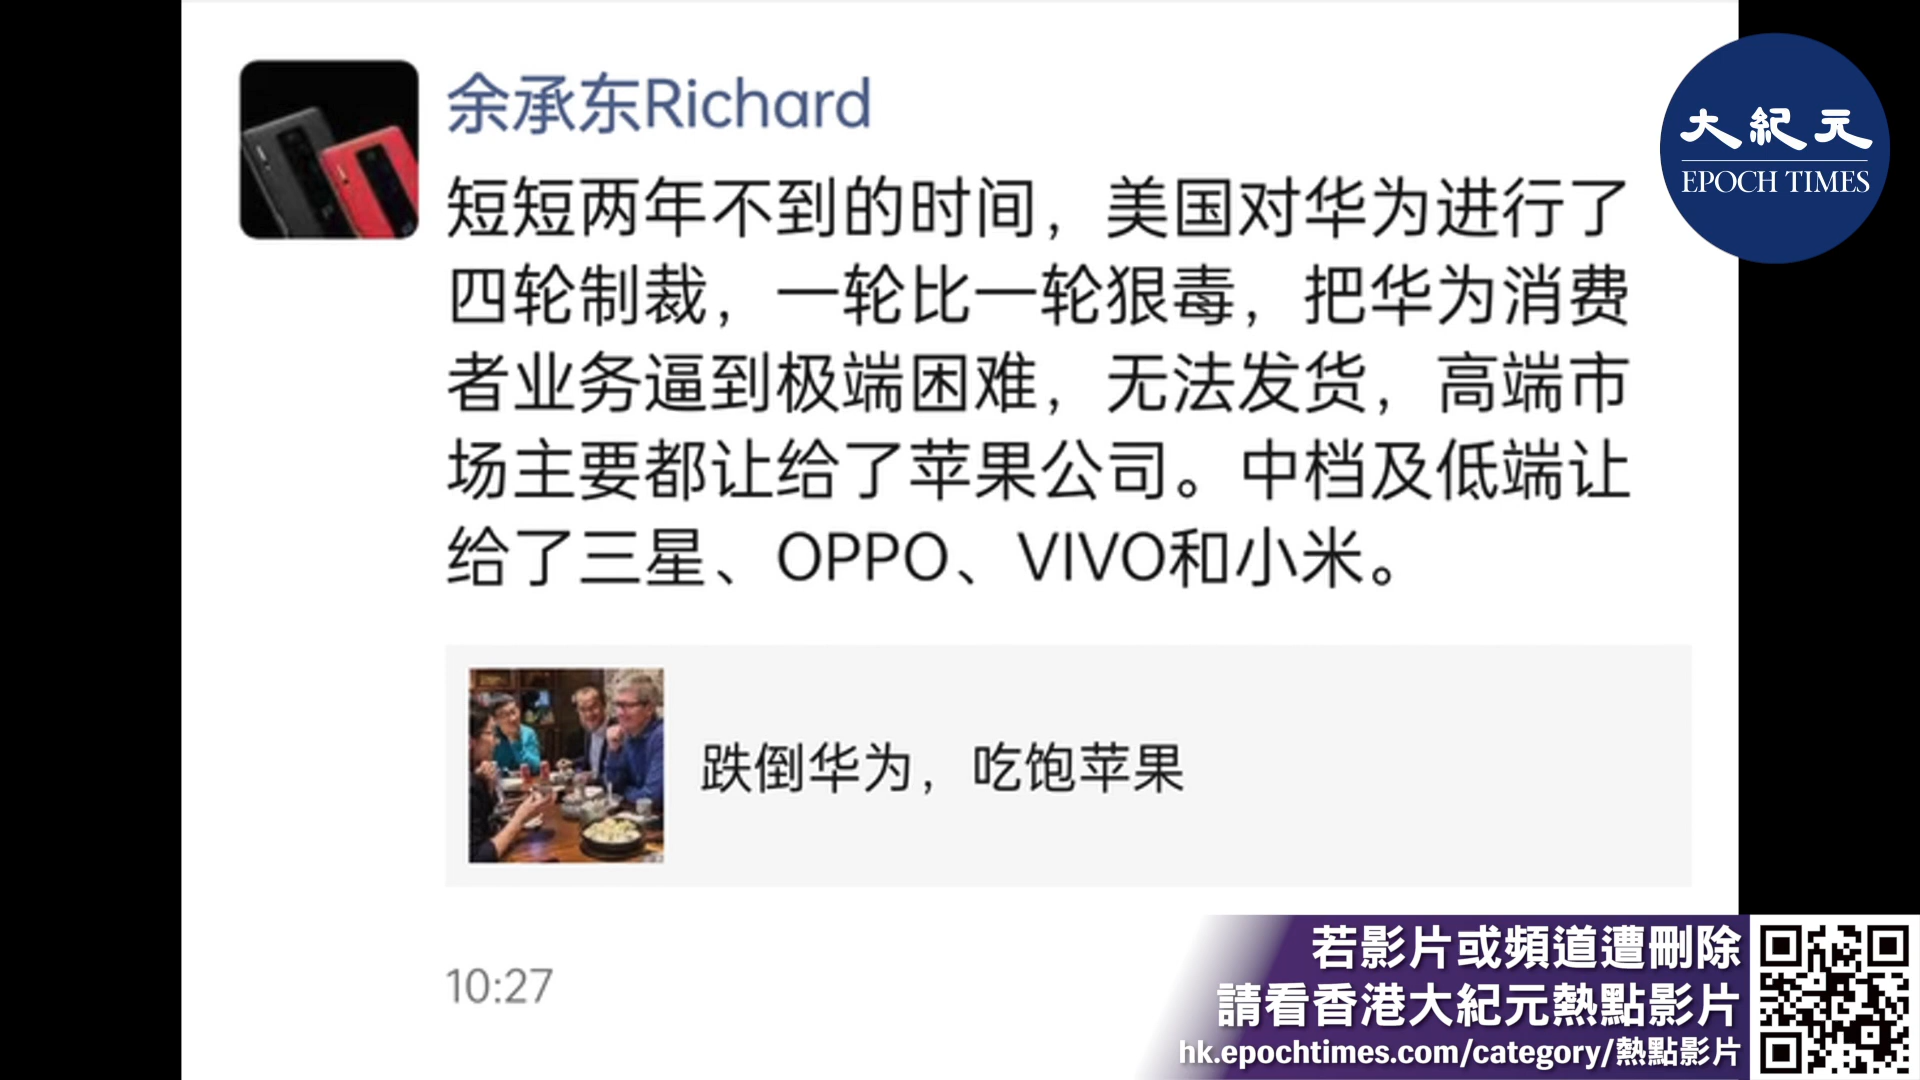 余承东Richard
短短两年不到的时间，美国对华为进行了
四轮制裁，一轮比一轮狠毒，把华为消费
者业务逼到极端困难，无法发货，高端市
场主要都让给了苹果公司。中档及低端让
给了三星、OPPO、VIVO和小米。
跌倒华为，吃饱苹果
10:27
大紀元
EPOCH TIMES
若影片或頻道遭刪除
請看香港大紀元熱點影片
hk.epochtimes.com/category/熱點影片